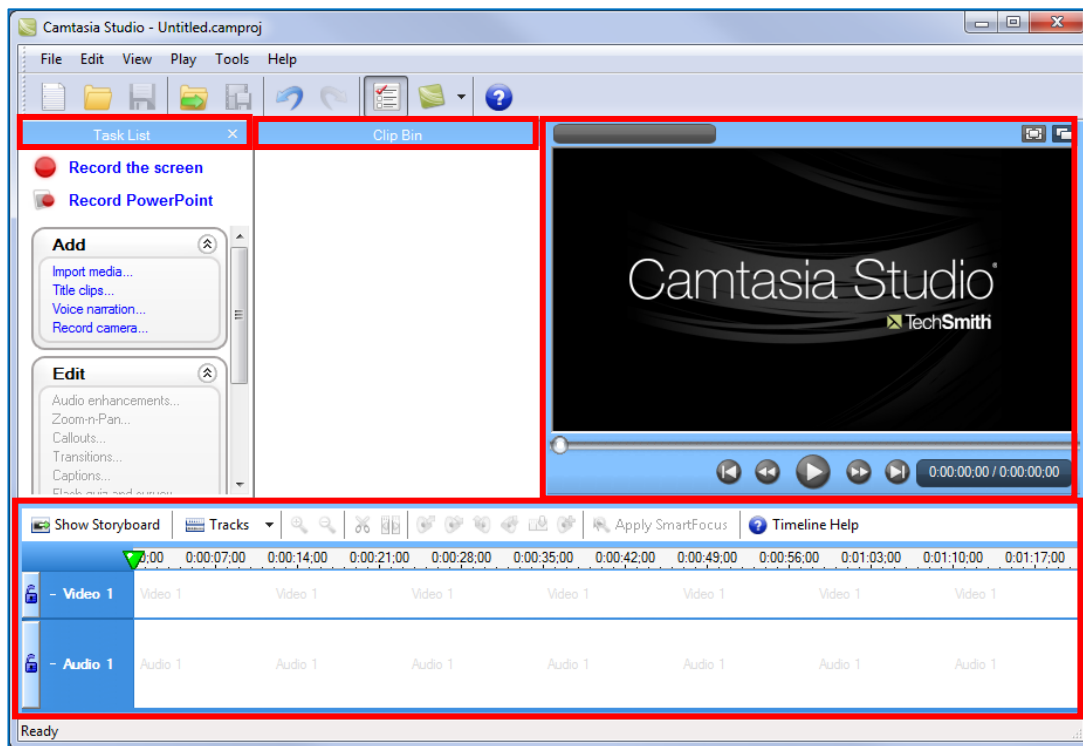 Camtasia Studio - Untitled.camproj
File Edit View Play Tools Help
Task List
Clip Bin
Record the screen
Record PowerPoint
Add
Import media...
Title clips...
Voice narration...
Record camera...
Edit
Audio enhancements...
Zoom-n-Pan...
Callouts...
Transitions...
Captions...
Camtasia Studio
TechSmith
0:00:00;00 / 0:00:00;00
Show Storyboard Tracks Apply SmartFocus Timeline Help
0;00 0:00:07;00 0:00:14;00 0:00:21;00 0:00:28;00 0:00:35;00 0:00:42;00 0:00:49;00 0:00:56;00 0:01:03;00 0:01:10;00 0:01:17;00
- Video 1 Video 1 Video 1 Video 1 Video 1 Video 1 Video 1 Video 1
- Audio 1 Audio 1 Audio 1 Audio 1 Audio 1 Audio 1 Audio 1 Audio 1
Ready